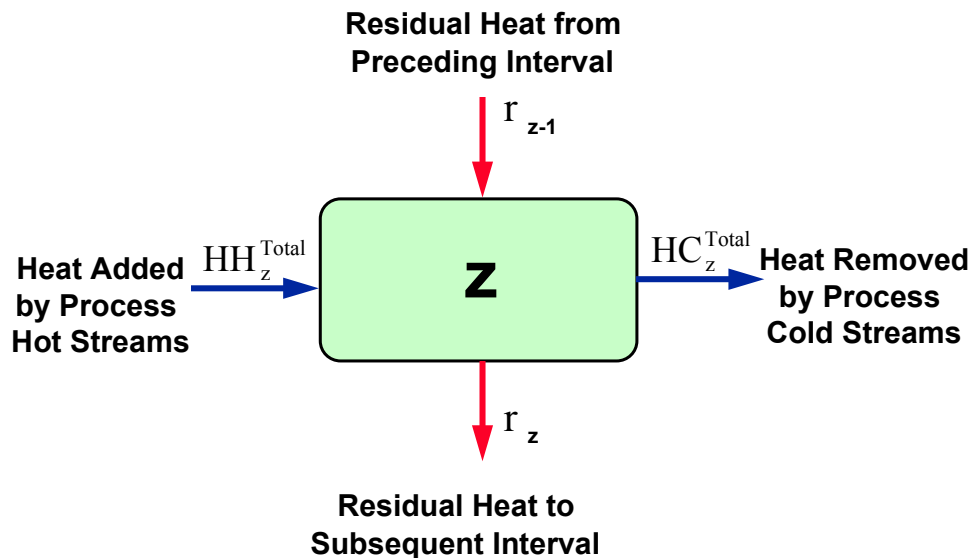 Residual Heat from
Preceding Interval
r z-1
Heat Added
by Process
Hot Streams
HH z Total
z
HC z Total
Heat Removed
by Process
Cold Streams
r z
Residual Heat to
Subsequent Interval